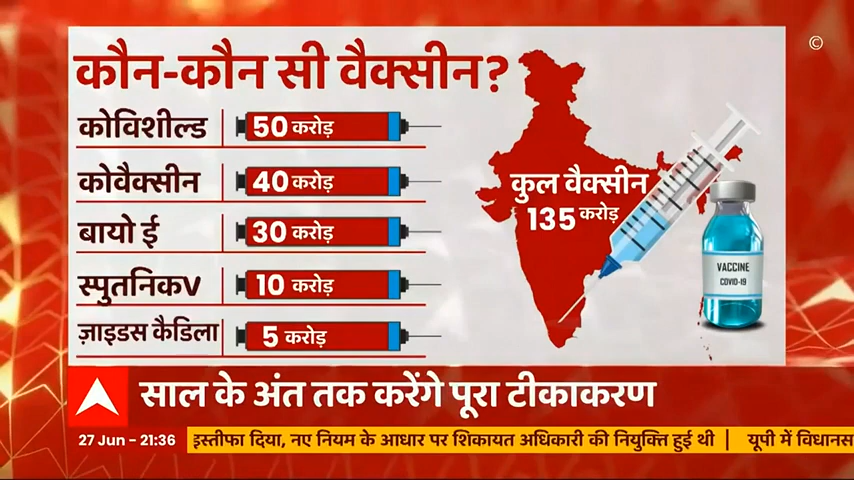 ©
कौन-कौन सी वैक्सीन?
कोविशील्ड 50 करोड़
कोवैक्सीन 40 करोड़
बायो ई 30 करोड़
स्पुतनिकV 10 करोड़
ज़ाइडस कैडिला 5 करोड़
कुल वैक्सीन
135 करोड़
VACCINE
COVID-19
साल के अंत तक करेंगे पूरा टीकाकरण
27 Jun - 21:36
इस्तीफा दिया, नए नियम के आधार पर शिकायत अधिकारी की नियुक्ति हुई थी | यूपी में विधानस